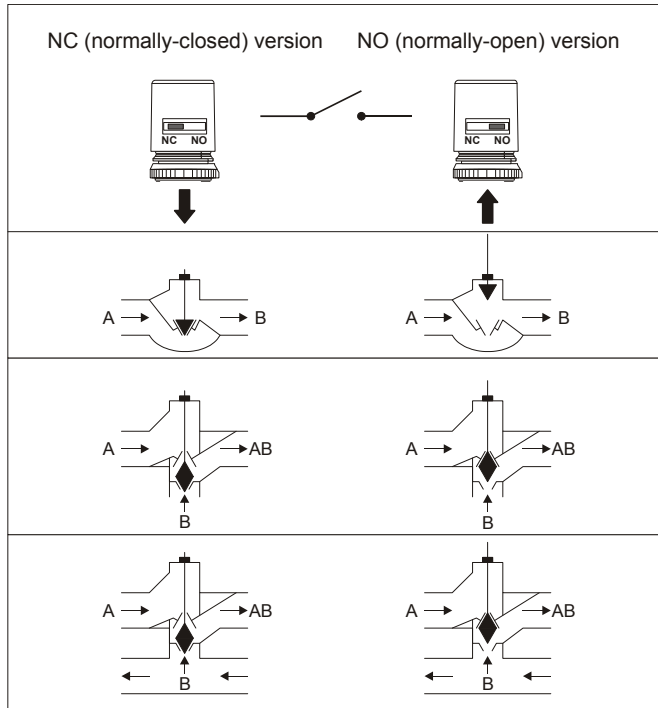 NC (normally-closed) version NO (normally-open) version
NC NO NC NO
A B A B
A AB A AB
B B
A AB A AB
B B